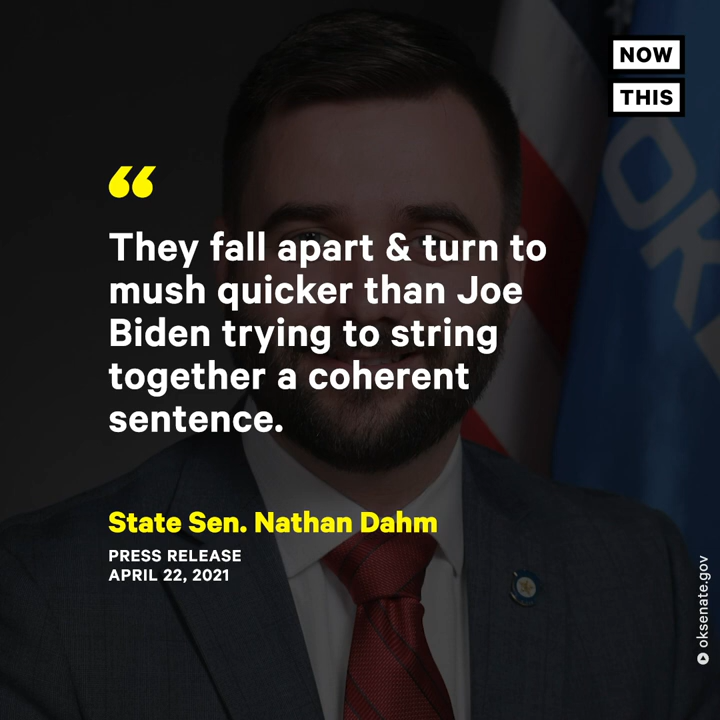 NOW
THIS
“
They fall apart & turn to
mush quicker than Joe
Biden trying to string
together a coherent
sentence.
State Sen. Nathan Dahm
PRESS RELEASE
APRIL 22, 2021
oksenate.gov
OK